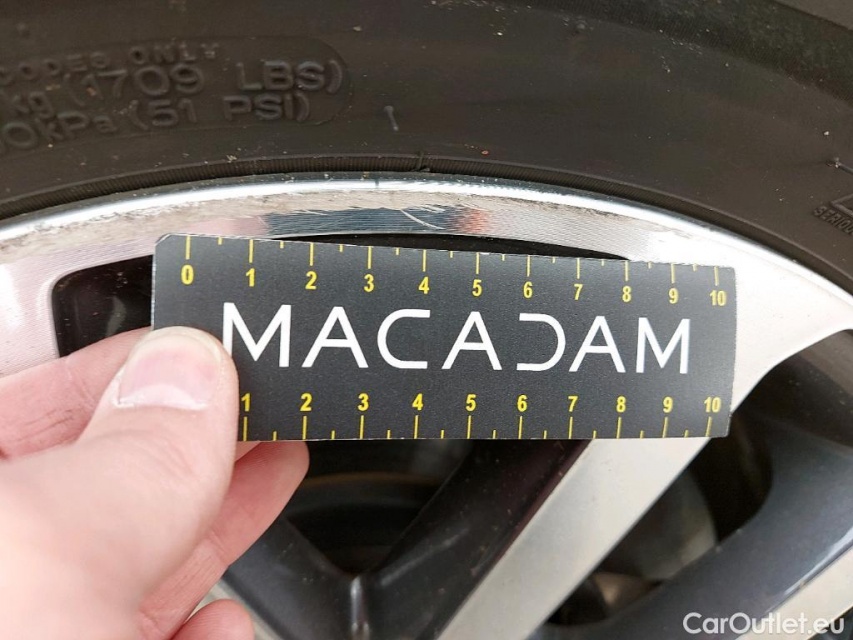 CODES ONLY
kg (1709 LBS)
kPa (51 PSI)
0 1 2 3 4 5 6 7 8 9 10
MACADAM
1 2 3 4 5 6 7 8 9 10
CarOutlet.eu